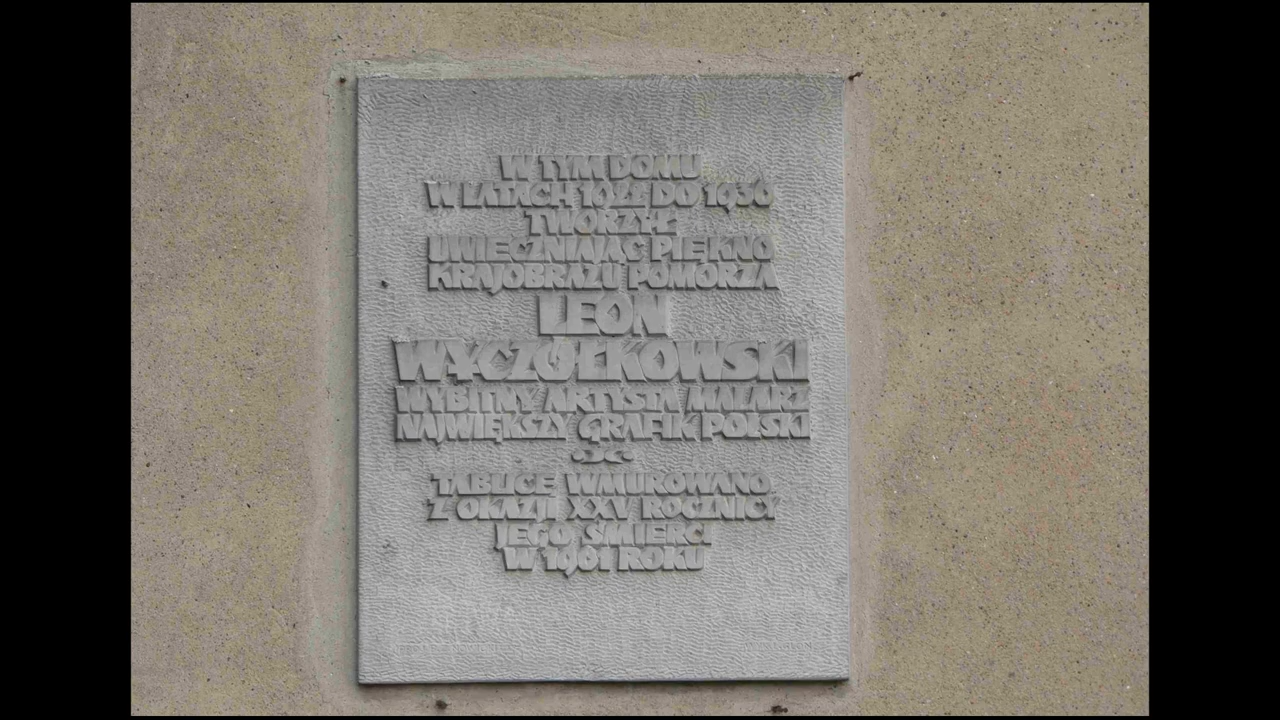 W TYM DOMU
W LATACH 1922 DO 1936
TWORZYŁ
UWIECZNIAJĄC PIĘKNO
KRAJOBRAZU POMORZA
LEON
WYCZÓŁKOWSKI
WYBITNY ARTYSTA MALARZ
NAJWIĘKSZY GRAFIK POLSKI
TABLICĘ WMUROWANO
Z OKAZJI XXV ROCZNICY
JEGO ŚMIERCI
W 1961 ROKU